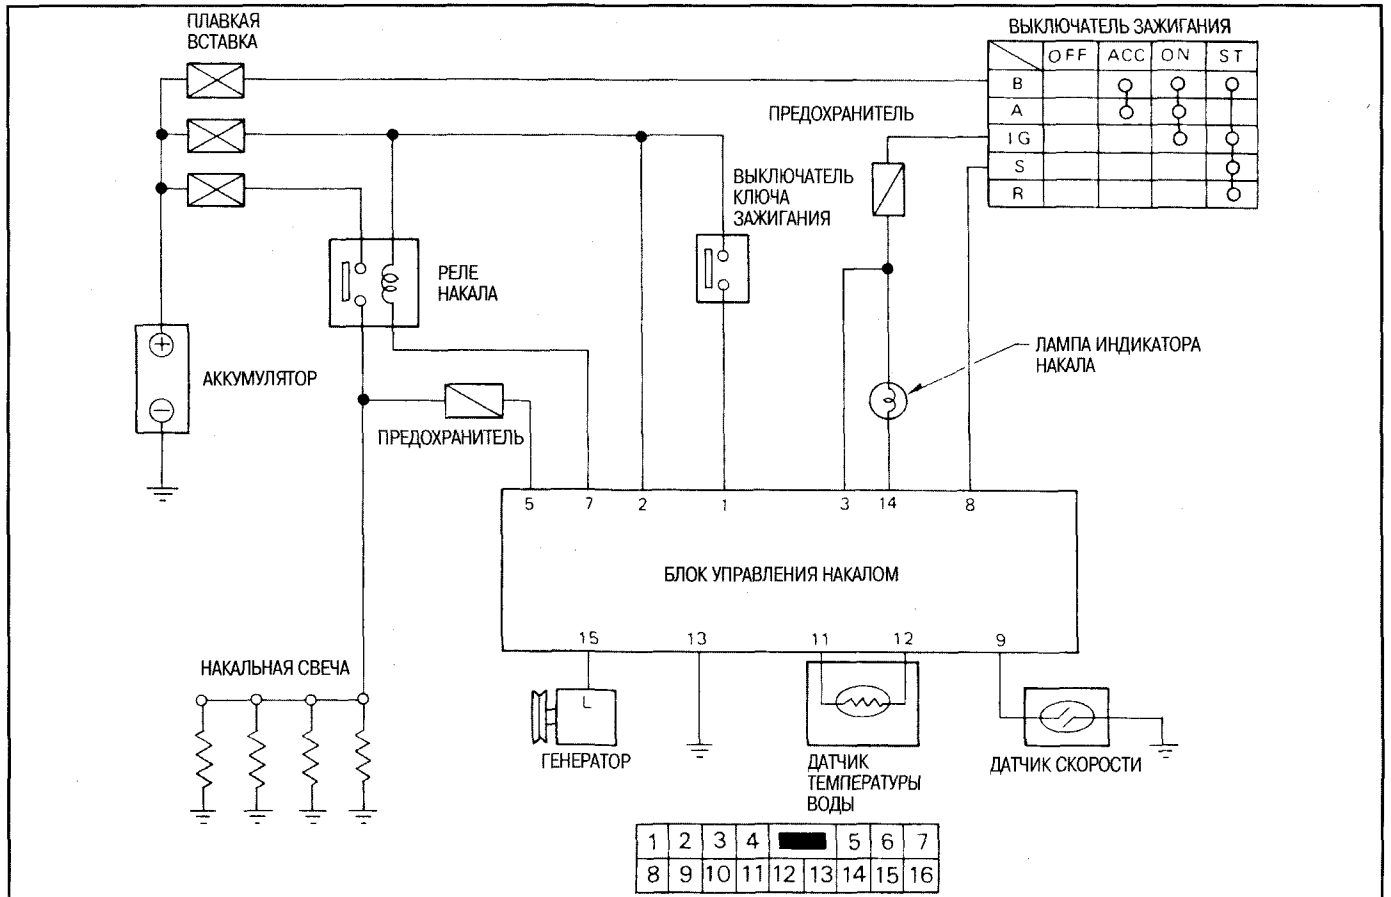 ПЛАВКАЯ
ВСТАВКА
ВЫКЛЮЧАТЕЛЬ ЗАЖИГАНИЯ
OFF ACC ON ST
B
A
IG
S
R
ПРЕДОХРАНИТЕЛЬ
ВЫКЛЮЧАТЕЛЬ
КЛЮЧА
ЗАЖИГАНИЯ
РЕЛЕ
НАКАЛА
ЛАМПА ИНДИКАТОРА
НАКАЛА
+
АККУМУЛЯТОР
−
ПРЕДОХРАНИТЕЛЬ
5 7 2 1 3 14 8
БЛОК УПРАВЛЕНИЯ НАКАЛОМ
15 13 11 12 9
НАКАЛЬНАЯ СВЕЧА
L
ГЕНЕРАТОР
ДАТЧИК
ТЕМПЕРАТУРЫ
ВОДЫ
ДАТЧИК СКОРОСТИ
1 2 3 4 5 6 7
8 9 10 11 12 13 14 15 16